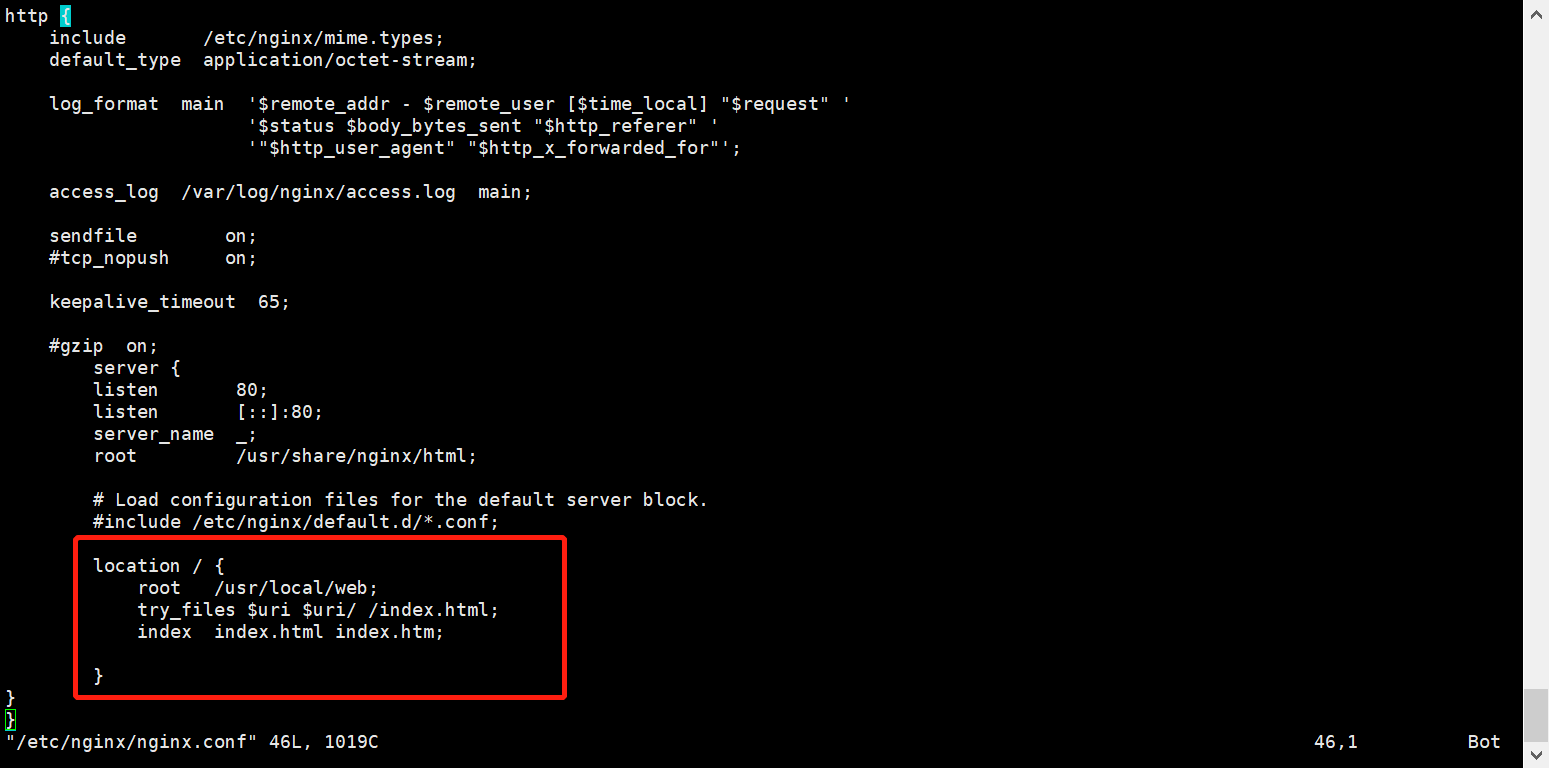 http {
    include       /etc/nginx/mime.types;
    default_type  application/octet-stream;

    log_format  main  '$remote_addr - $remote_user [$time_local] "$request" '
                      '$status $body_bytes_sent "$http_referer" '
                      '"$http_user_agent" "$http_x_forwarded_for"';

    access_log  /var/log/nginx/access.log  main;

    sendfile        on;
    #tcp_nopush     on;

    keepalive_timeout  65;

    #gzip  on;
        server {
        listen       80;
        listen       [::]:80;
        server_name  _;
        root         /usr/share/nginx/html;

        # Load configuration files for the default server block.
        #include /etc/nginx/default.d/*.conf;

        location / {
            root   /usr/local/web;
            try_files $uri $uri/ /index.html;
            index  index.html index.htm;

        }
}
}
"/etc/nginx/nginx.conf" 46L, 1019C                    46,1          Bot